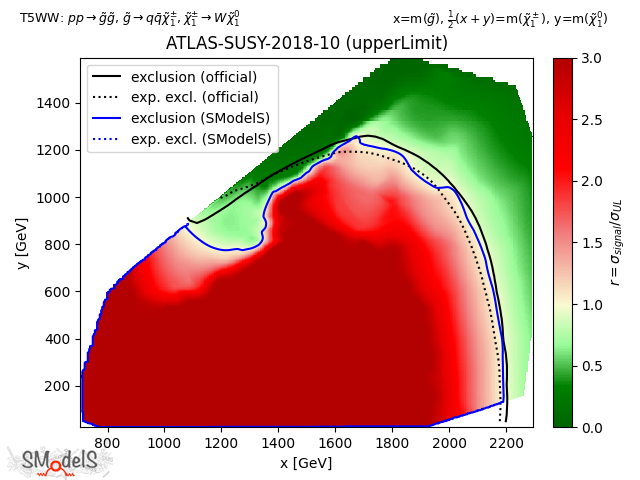 T5WW: pp → g̃g̃, g̃ → qq̄χ̃₁±, χ̃₁± → Wχ̃₁⁰
x=m(g̃), ½(x + y)=m(χ̃₁±), y=m(χ̃₁⁰)
ATLAS-SUSY-2018-10 (upperLimit)
exclusion (official)
exp. excl. (official)
exclusion (SModelS)
exp. excl. (SModelS)
y [GeV]
1400
1200
1000
800
600
400
200
800 1000 1200 1400 1600 1800 2000 2200
x [GeV]
3.0
2.5
2.0
1.5
1.0
0.5
0.0
r = σ_signal/σ_UL
SModelS